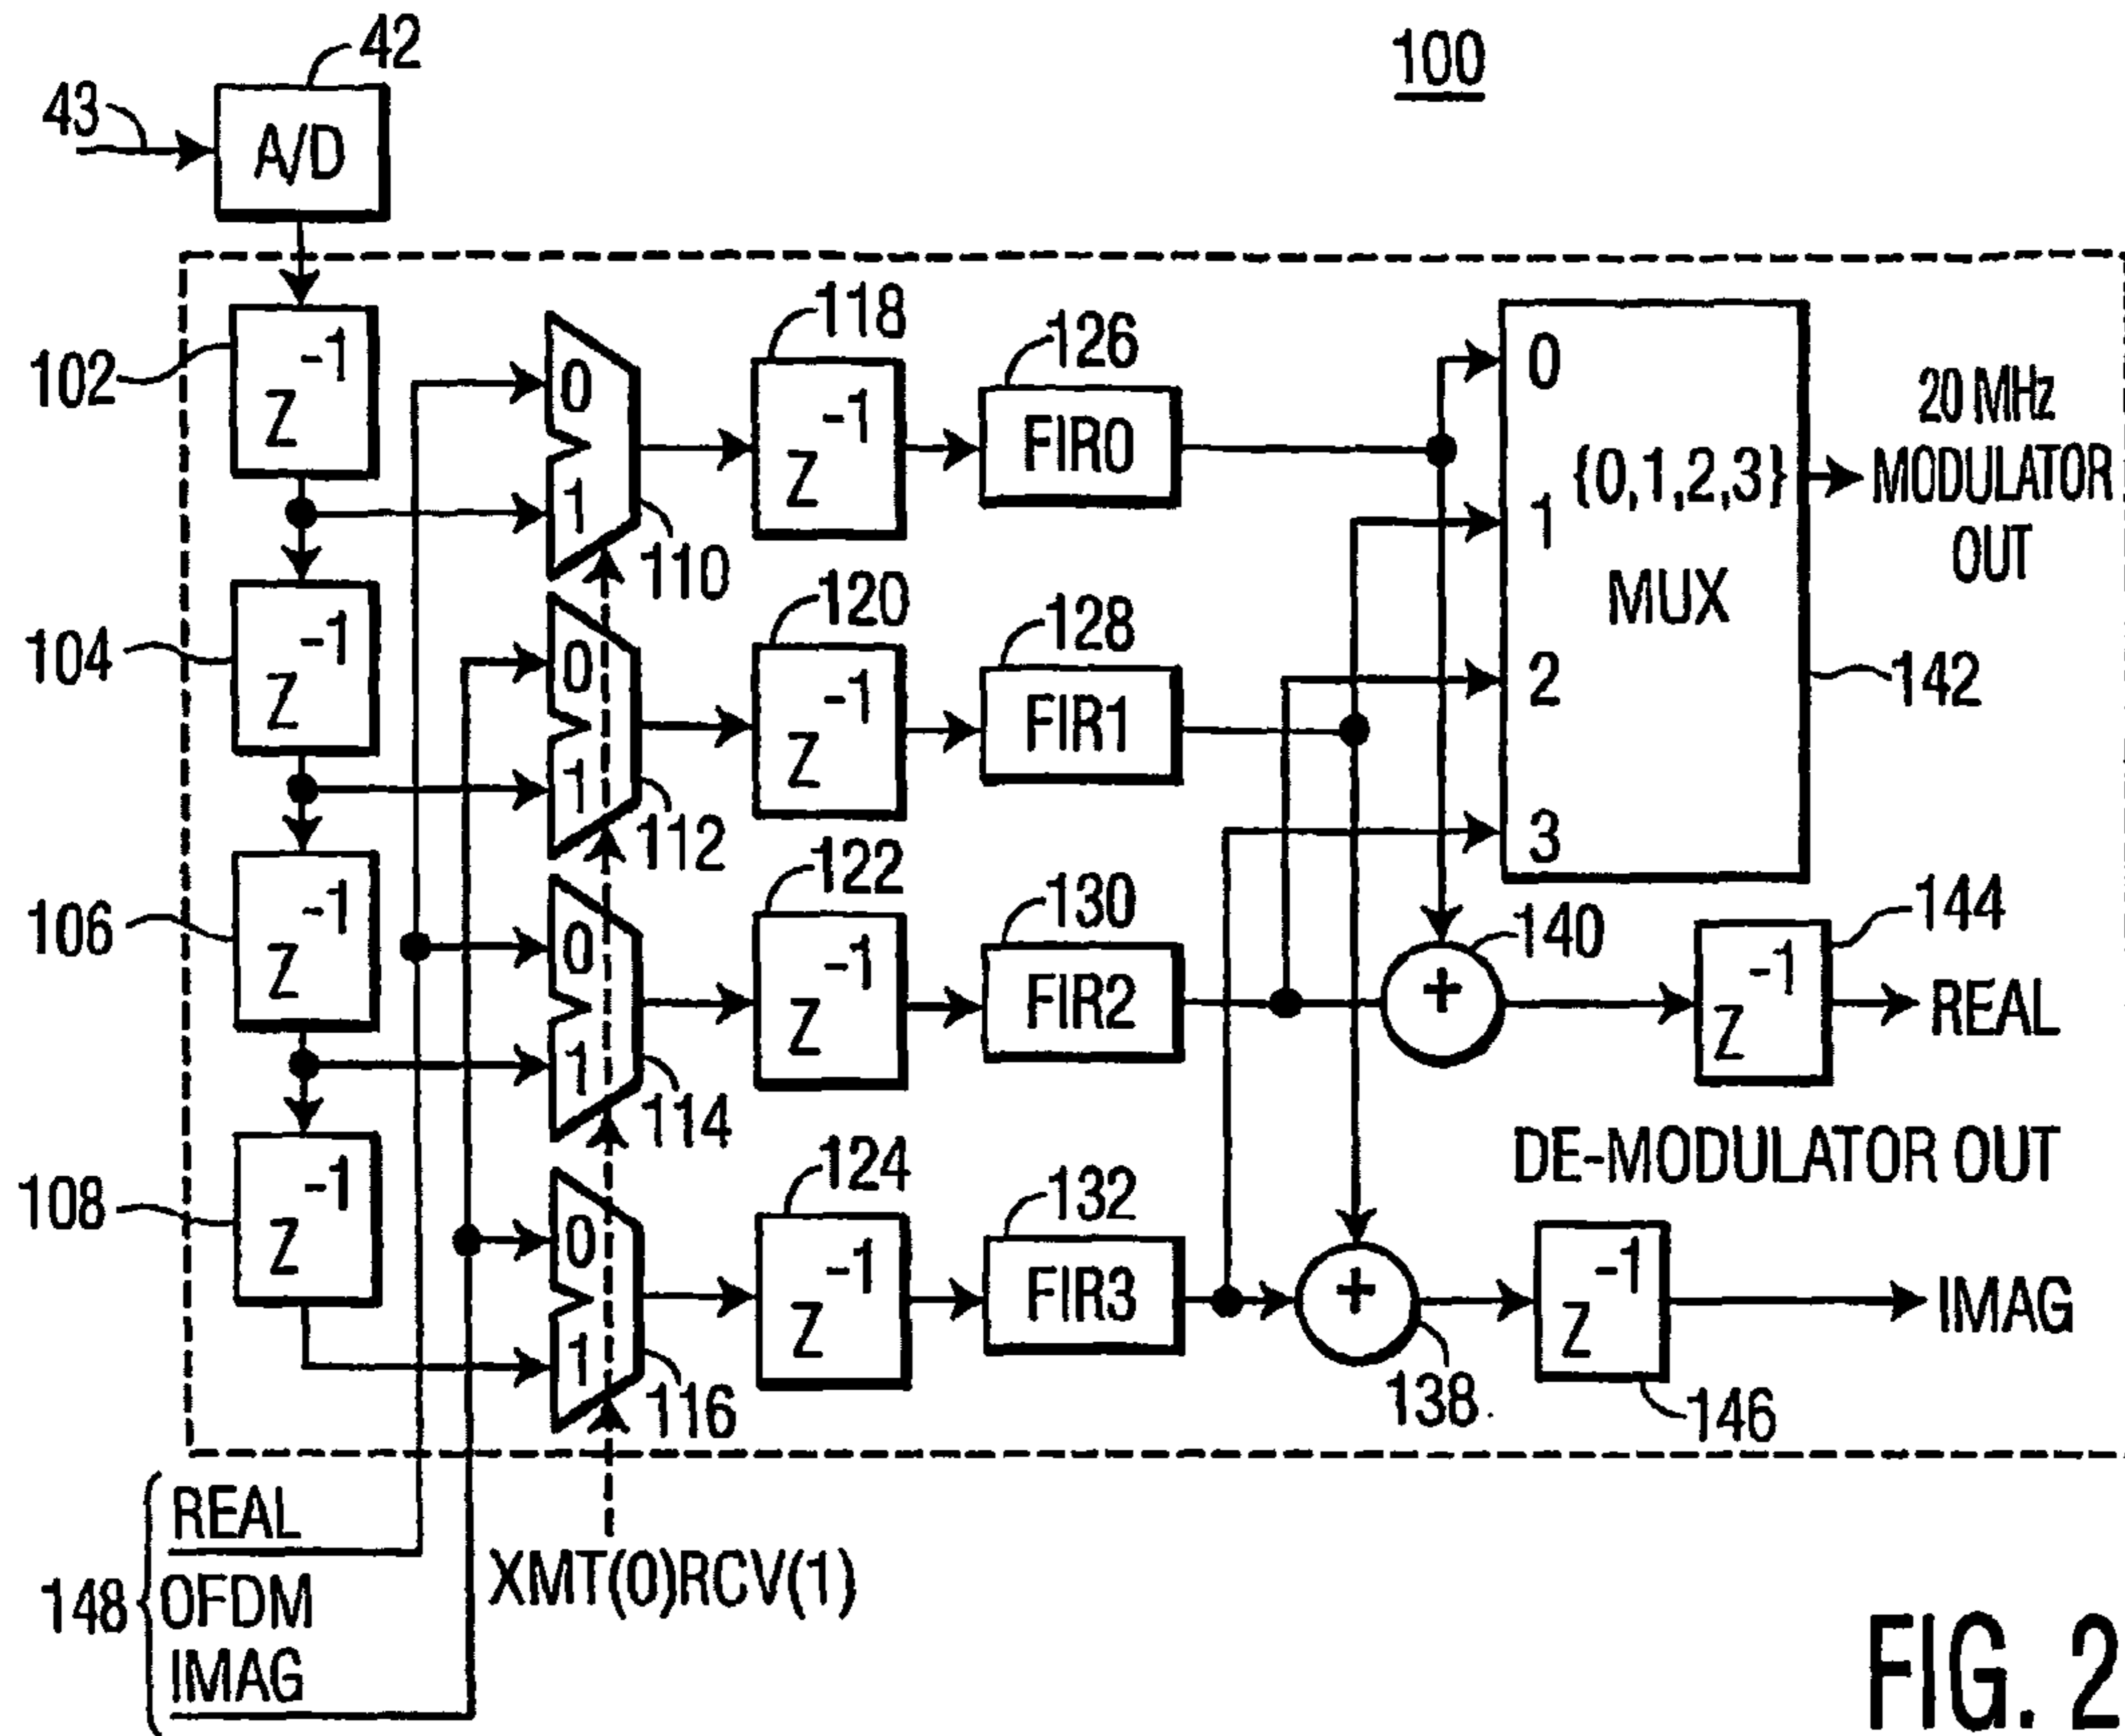 42
100
43
A/D
102
Z⁻¹
0
1
110
118
Z⁻¹
126
FIR0
0
{0,1,2,3}
1
MUX
2
3
142
20 MHz
MODULATOR
OUT
104
Z⁻¹
0
1
112
120
Z⁻¹
128
FIR1
106
Z⁻¹
0
1
114
122
Z⁻¹
130
FIR2
+
140
144
Z⁻¹
REAL
DE-MODULATOR OUT
108
Z⁻¹
0
1
116
124
Z⁻¹
132
FIR3
+
138
Z⁻¹
146
IMAG
148
REAL
OFDM
IMAG
XMT(0)RCV(1)
FIG. 2